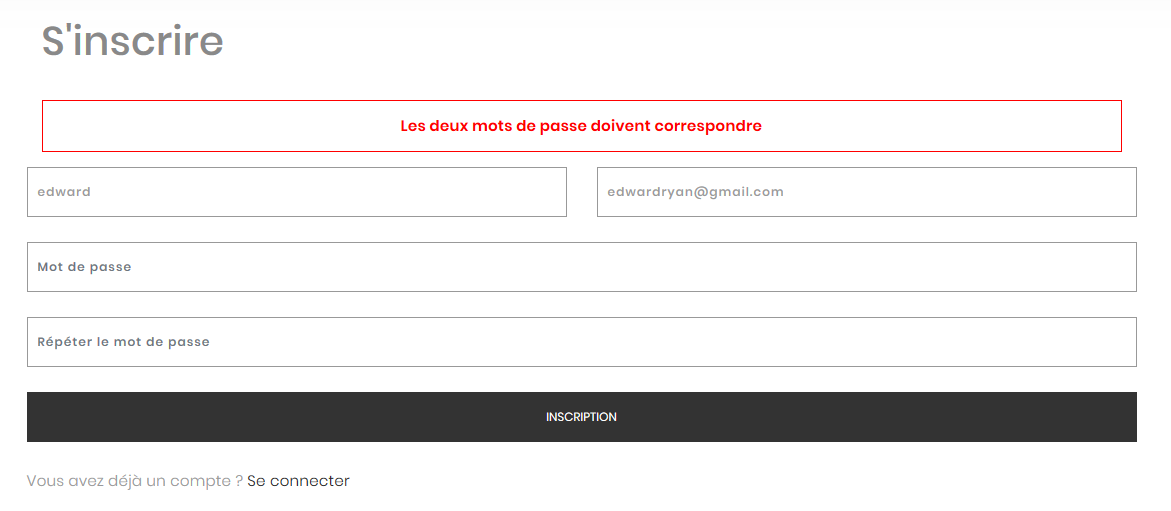 S'inscrire
Les deux mots de passe doivent correspondre
edward
edwardryan@gmail.com
Mot de passe
Répéter le mot de passe
INSCRIPTION
Vous avez déjà un compte ? Se connecter